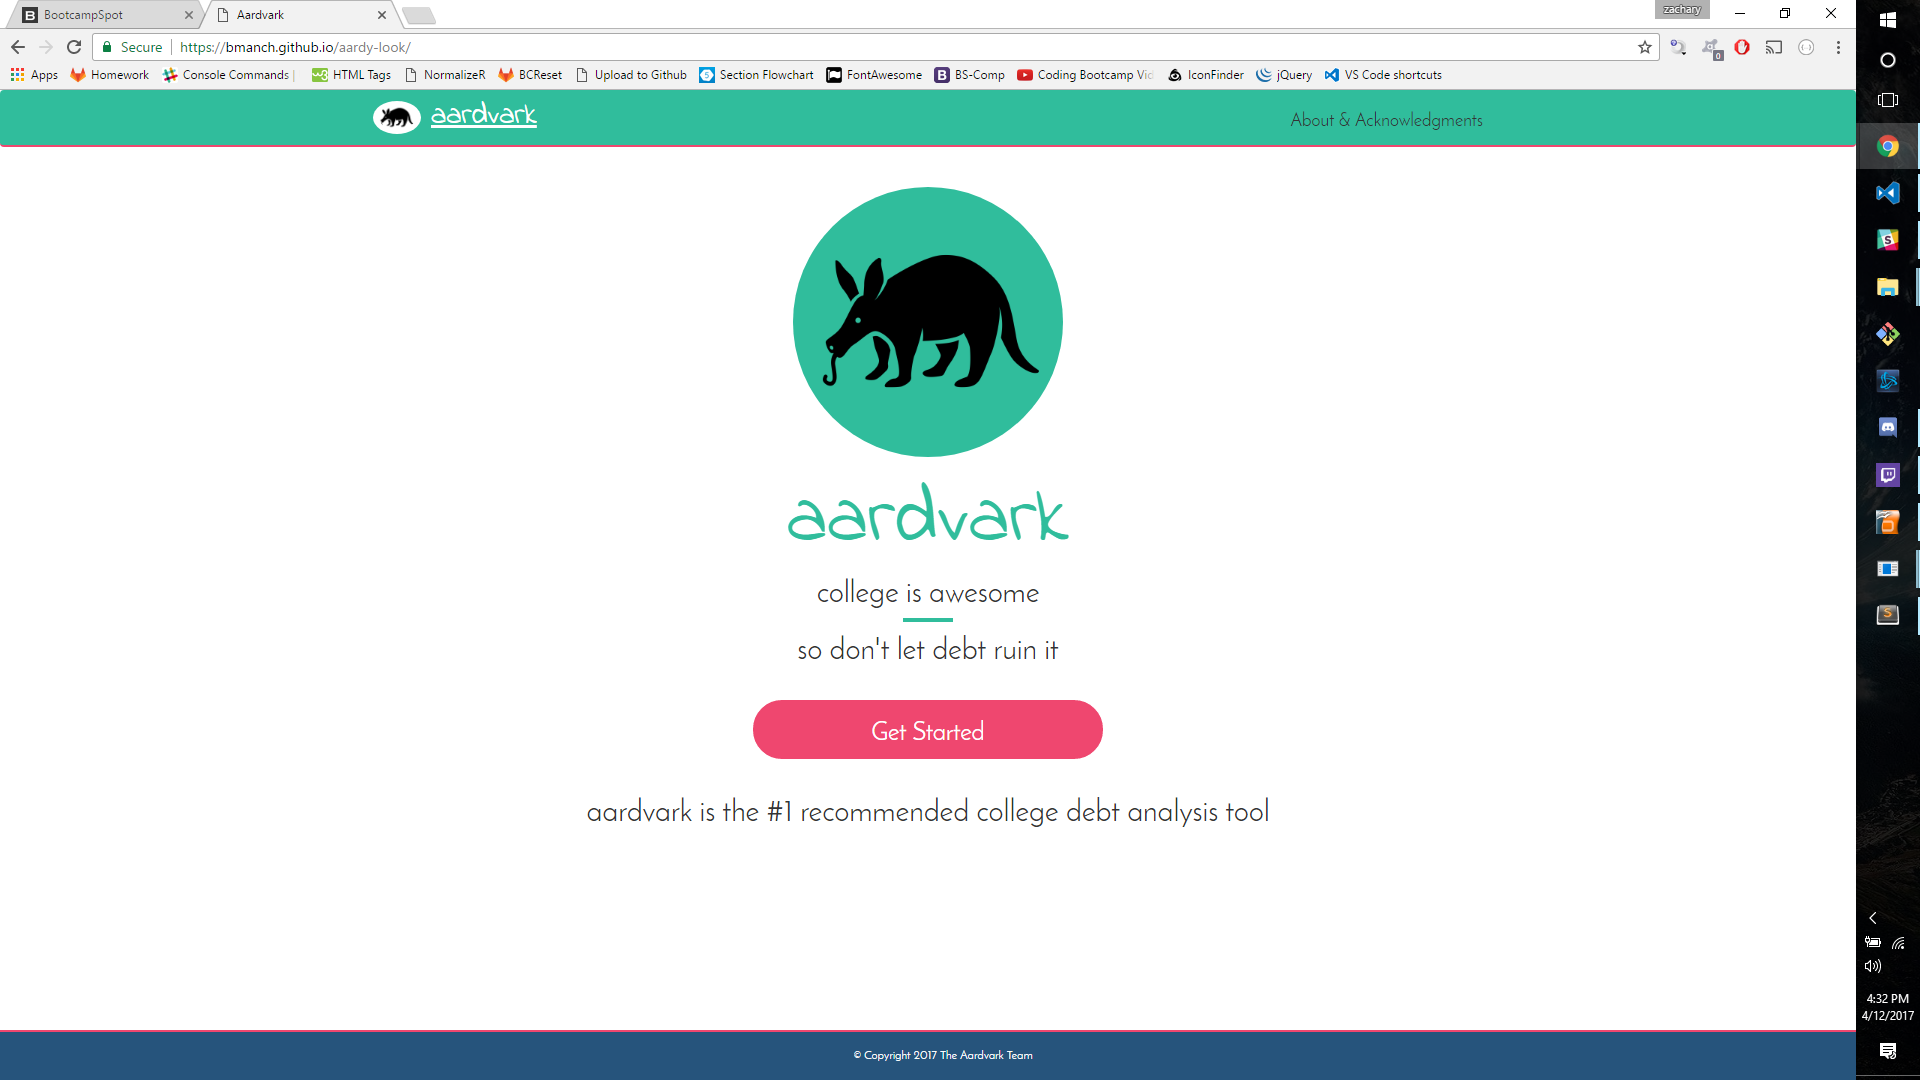 BootcampSpot
Aardvark
zachary
Secure https://bmanch.github.io/aardy-look/
0
Apps Homework Console Commands | HTML Tags NormalizeR BCReset Upload to Github Section Flowchart FontAwesome BS-Comp Coding Bootcamp Vid IconFinder jQuery VS Code shortcuts
aardvark
About & Acknowledgments
aardvark
college is awesome
so don't let debt ruin it
Get Started
aardvark is the #1 recommended college debt analysis tool
© Copyright 2017 The Aardvark Team
4:32 PM
4/12/2017